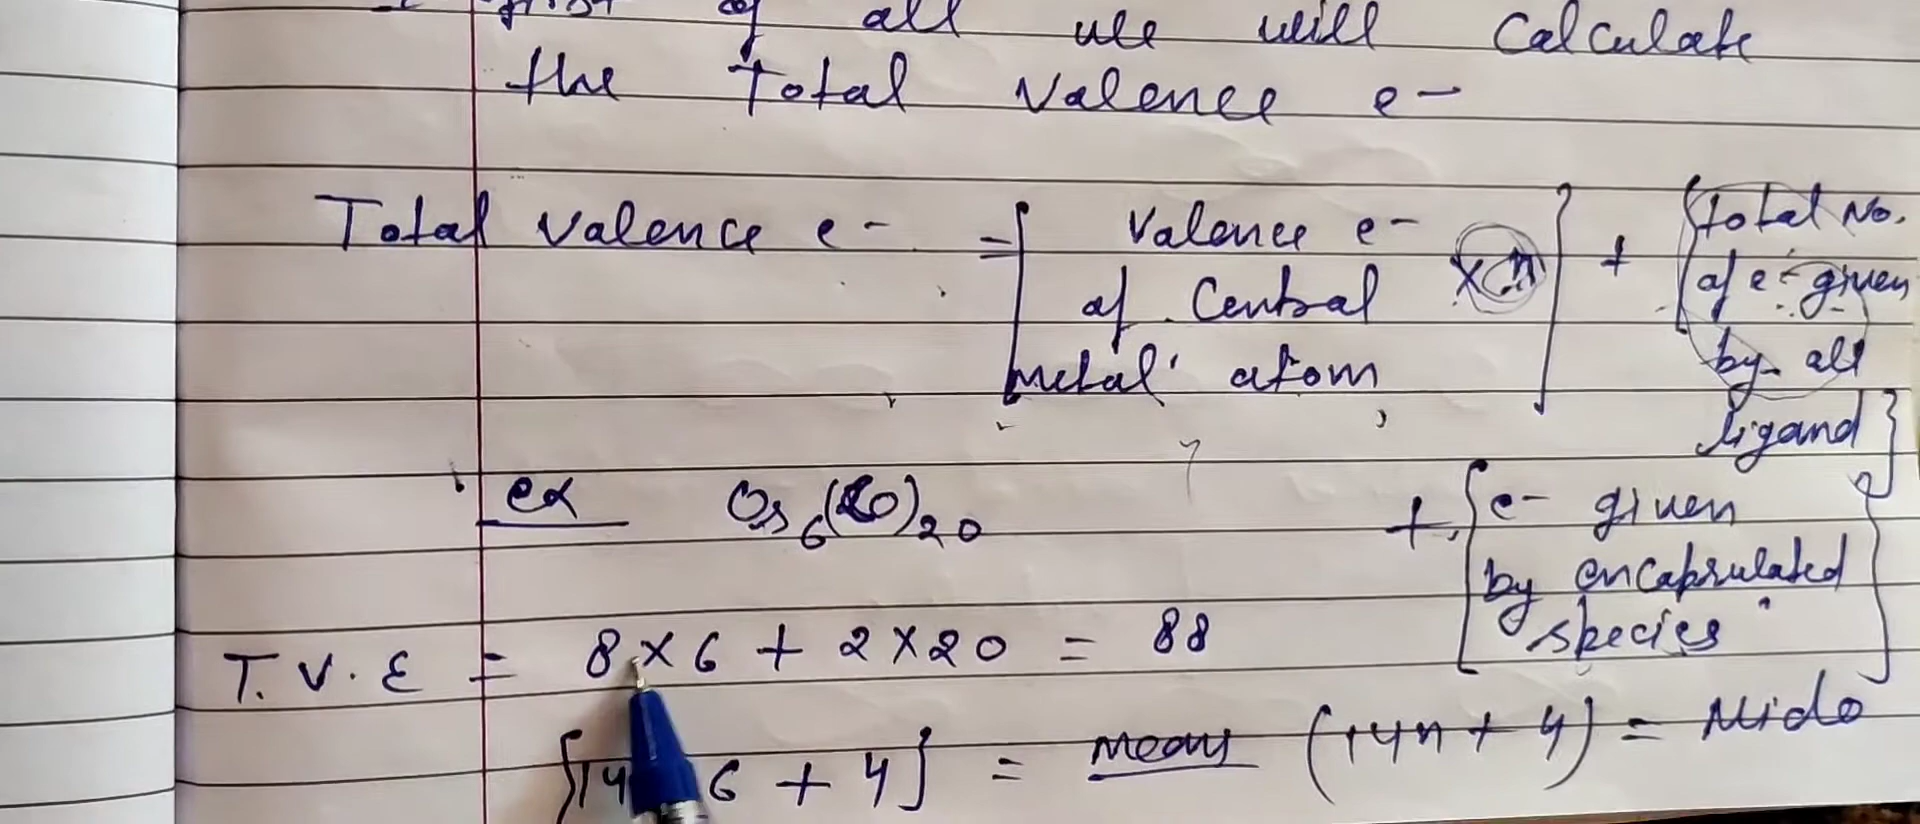 first of all we will Calculate
the Total Valence e-
Total valence e- = [Valence e- of Central metal atom × n] + [total No. of e- given by all ligand]
+ [e- given by encapsulated species]
ex Os6(CO)20
T.V.E = 8 × 6 + 2 × 20 = 88
[14 6 + 4] = means (14n + 4) = Nido